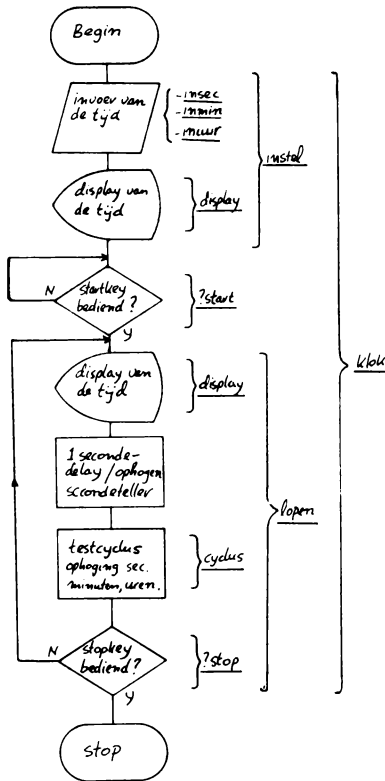 Begin
invoer van
de tijd
- insec
- inmin
- inuur
instel
display van
de tijd
display
N
startkey
bediend?
Y
?start
klok
display van
de tijd
display
1 seconde-
delay/ophogen
secondeteller
lopen
testcyclus
ophoging sec.
minuten, uren.
cyclus
N
stopkey
bediend?
Y
?stop
stop